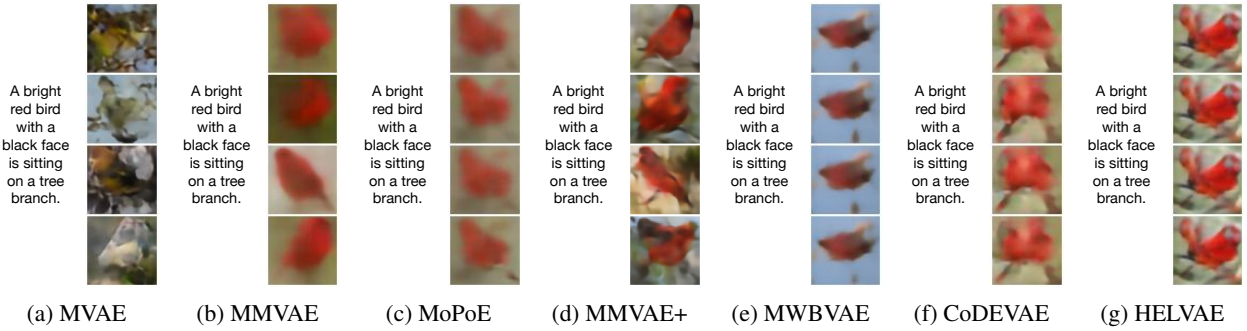 A bright
red bird
with a
black face
is sitting
on a tree
branch.
A bright
red bird
with a
black face
is sitting
on a tree
branch.
A bright
red bird
with a
black face
is sitting
on a tree
branch.
A bright
red bird
with a
black face
is sitting
on a tree
branch.
A bright
red bird
with a
black face
is sitting
on a tree
branch.
A bright
red bird
with a
black face
is sitting
on a tree
branch.
A bright
red bird
with a
black face
is sitting
on a tree
branch.
(a) MVAE (b) MMVAE (c) MoPoE (d) MMVAE+ (e) MWBVAE (f) CoDEVAE (g) HELVAE